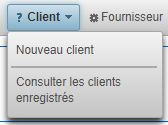 ? Client Fournisseur
Nouveau client
Consulter les clients
enregistrés